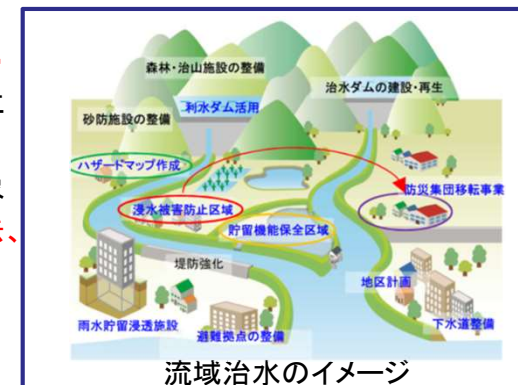 森林・治山施設の整備
治水ダムの建設・再生
利水ダム活用
砂防施設の整備
ハザードマップ作成
防災集団移転事業
浸水被害防止区域
貯留機能保全区域
堤防強化
地区計画
雨水貯留浸透施設
避難拠点の整備
下水道整備
流域治水のイメージ